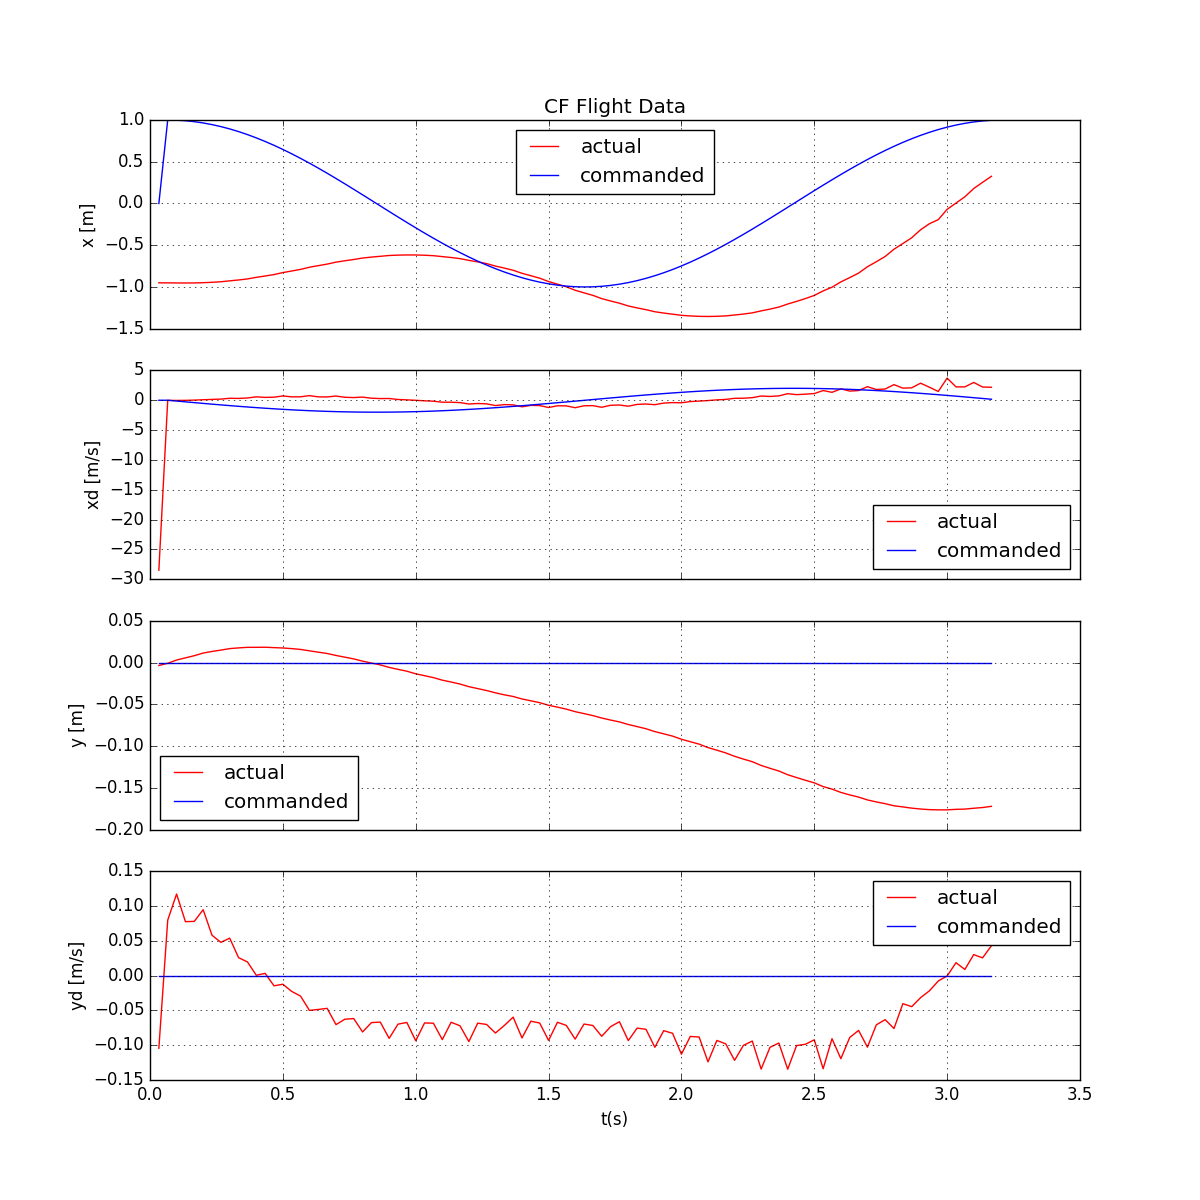 CF Flight Data
1.0
0.5
0.0
−0.5
−1.0
−1.5
x [m]
actual
commanded
5
0
−5
−10
−15
−20
−25
−30
xd [m/s]
actual
commanded
0.05
0.00
−0.05
−0.10
−0.15
−0.20
y [m]
actual
commanded
0.15
0.10
0.05
0.00
−0.05
−0.10
−0.15
yd [m/s]
actual
commanded
0.0 0.5 1.0 1.5 2.0 2.5 3.0 3.5
t(s)